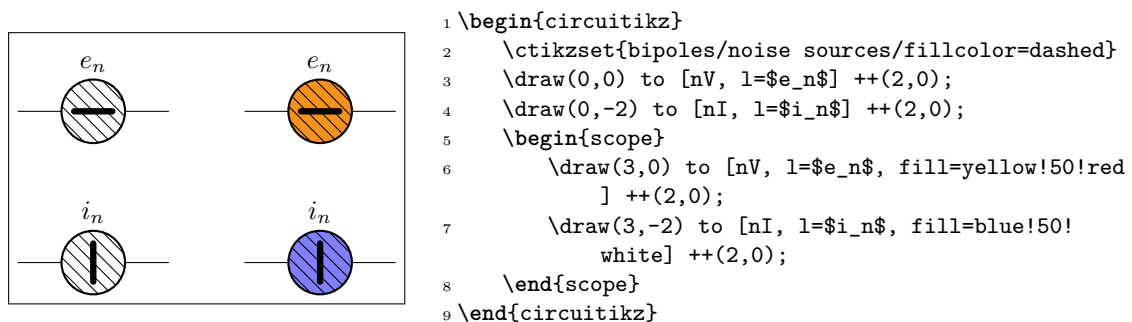 e_n e_n
i_n i_n
1 \begin{circuitikz}
2 \ctikzset{bipoles/noise sources/fillcolor=dashed}
3 \draw(0,0) to [nV, l=$e_n$] ++(2,0);
4 \draw(0,-2) to [nI, l=$i_n$] ++(2,0);
5 \begin{scope}
6 \draw(3,0) to [nV, l=$e_n$, fill=yellow!50!red
] ++(2,0);
7 \draw(3,-2) to [nI, l=$i_n$, fill=blue!50!
white] ++(2,0);
8 \end{scope}
9 \end{circuitikz}